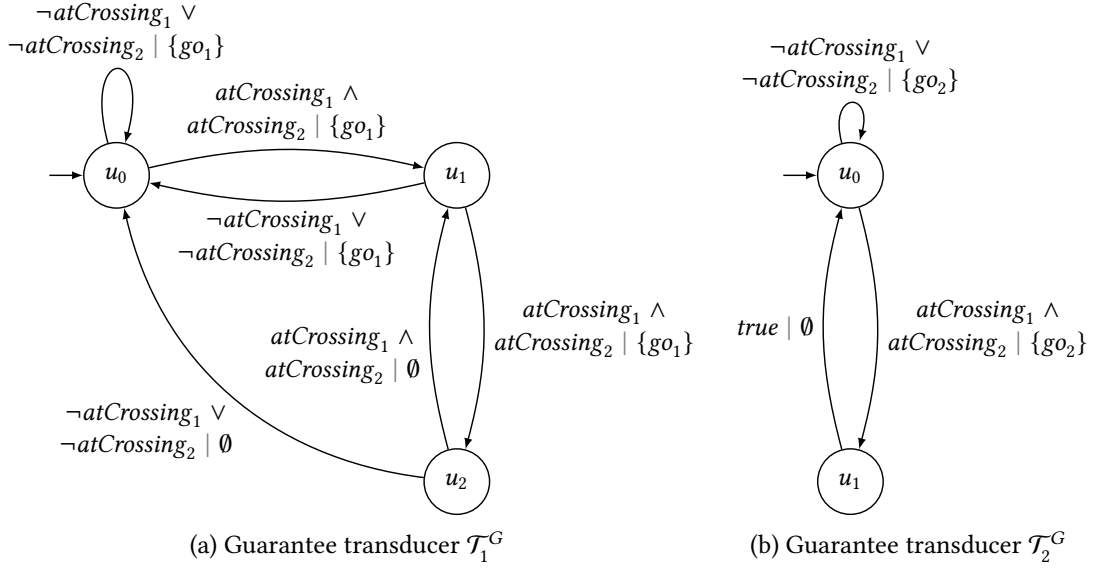 ¬atCrossing₁ ∨
¬atCrossing₂ | {go₁}
atCrossing₁ ∧
atCrossing₂ | {go₁}
u₀
u₁
¬atCrossing₁ ∨
¬atCrossing₂ | {go₁}
atCrossing₁ ∧
atCrossing₂ | ∅
atCrossing₁ ∧
atCrossing₂ | {go₁}
¬atCrossing₁ ∨
¬atCrossing₂ | ∅
u₂
(a) Guarantee transducer 𝒯₁ᴳ
¬atCrossing₁ ∨
¬atCrossing₂ | {go₂}
u₀
true | ∅
atCrossing₁ ∧
atCrossing₂ | {go₂}
u₁
(b) Guarantee transducer 𝒯₂ᴳ